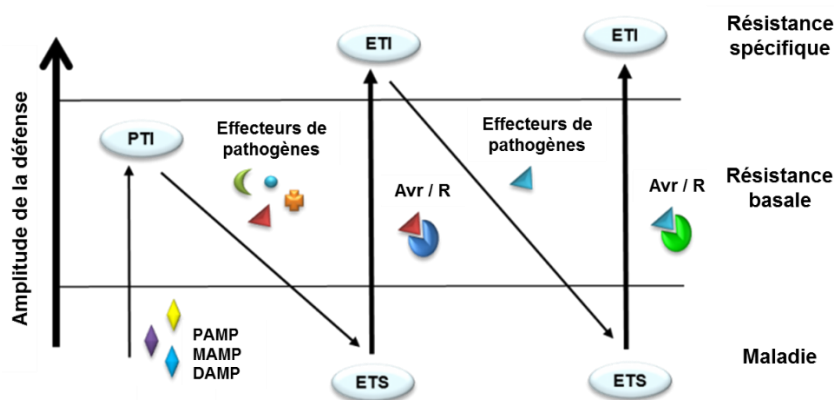 Amplitude de la défense
PTI
PAMP
MAMP
DAMP
Effecteurs de
pathogènes
ETI
Avr / R
ETS
Effecteurs de
pathogènes
ETI
Avr / R
ETS
Résistance
spécifique
Résistance
basale
Maladie